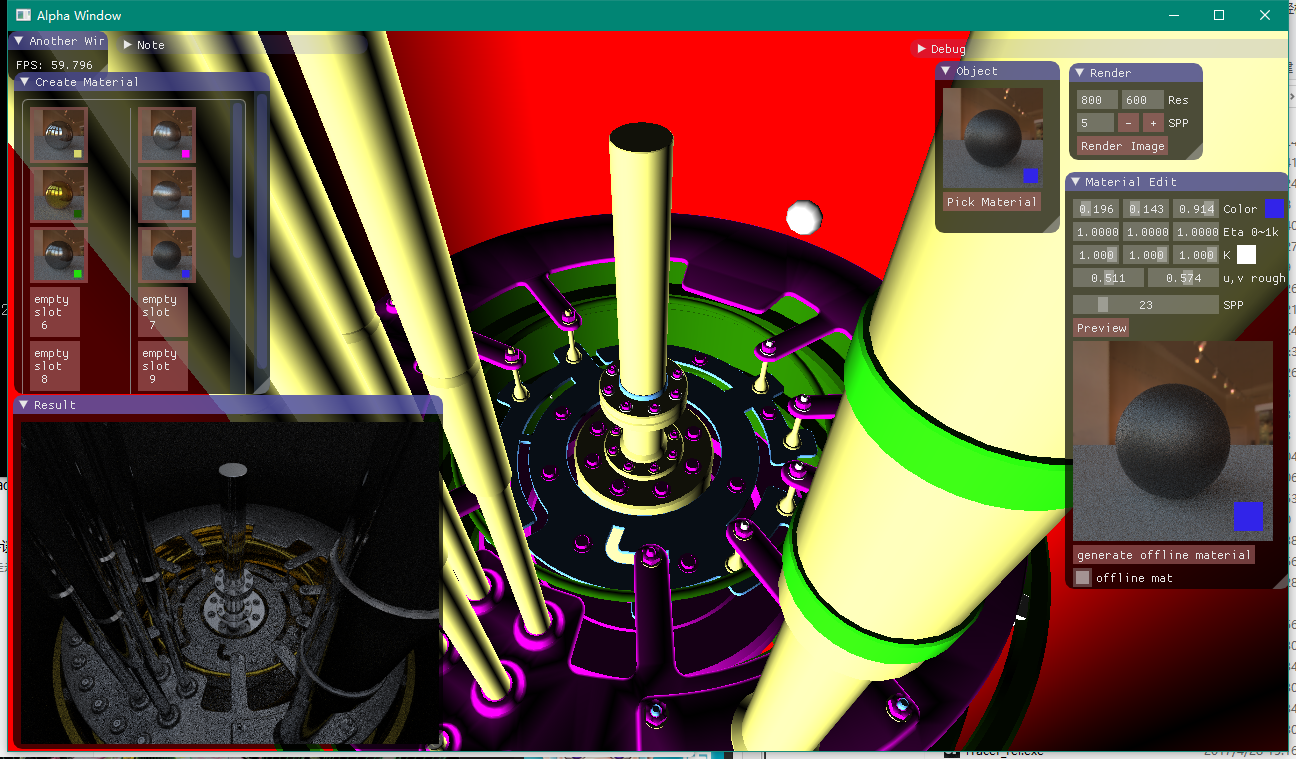 Alpha Window
Another Wir
Note
Debug
FPS: 59.796
Create Material
empty slot 6
empty slot 7
empty slot 8
empty slot 9
Result
Object
Pick Material
Render
800 600 Res
5 - + SPP
Render Image
Material Edit
0.196 0.143 0.914 Color
1.0000 1.0000 1.0000 Eta 0~1k
1.000 1.000 1.000 K
0.511 0.574 u,v rough
23 SPP
Preview
generate offline material
offline mat